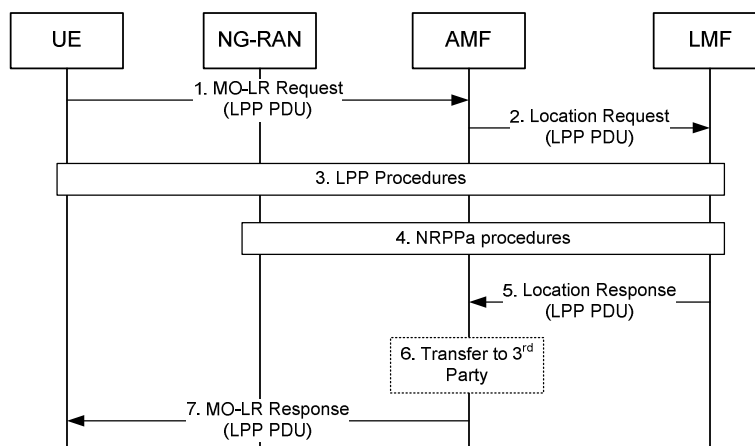 UE
NG-RAN
AMF
LMF
1. MO-LR Request
(LPP PDU)
2. Location Request
(LPP PDU)
3. LPP Procedures
4. NRPPa procedures
5. Location Response
(LPP PDU)
6. Transfer to 3rd
Party
7. MO-LR Response
(LPP PDU)